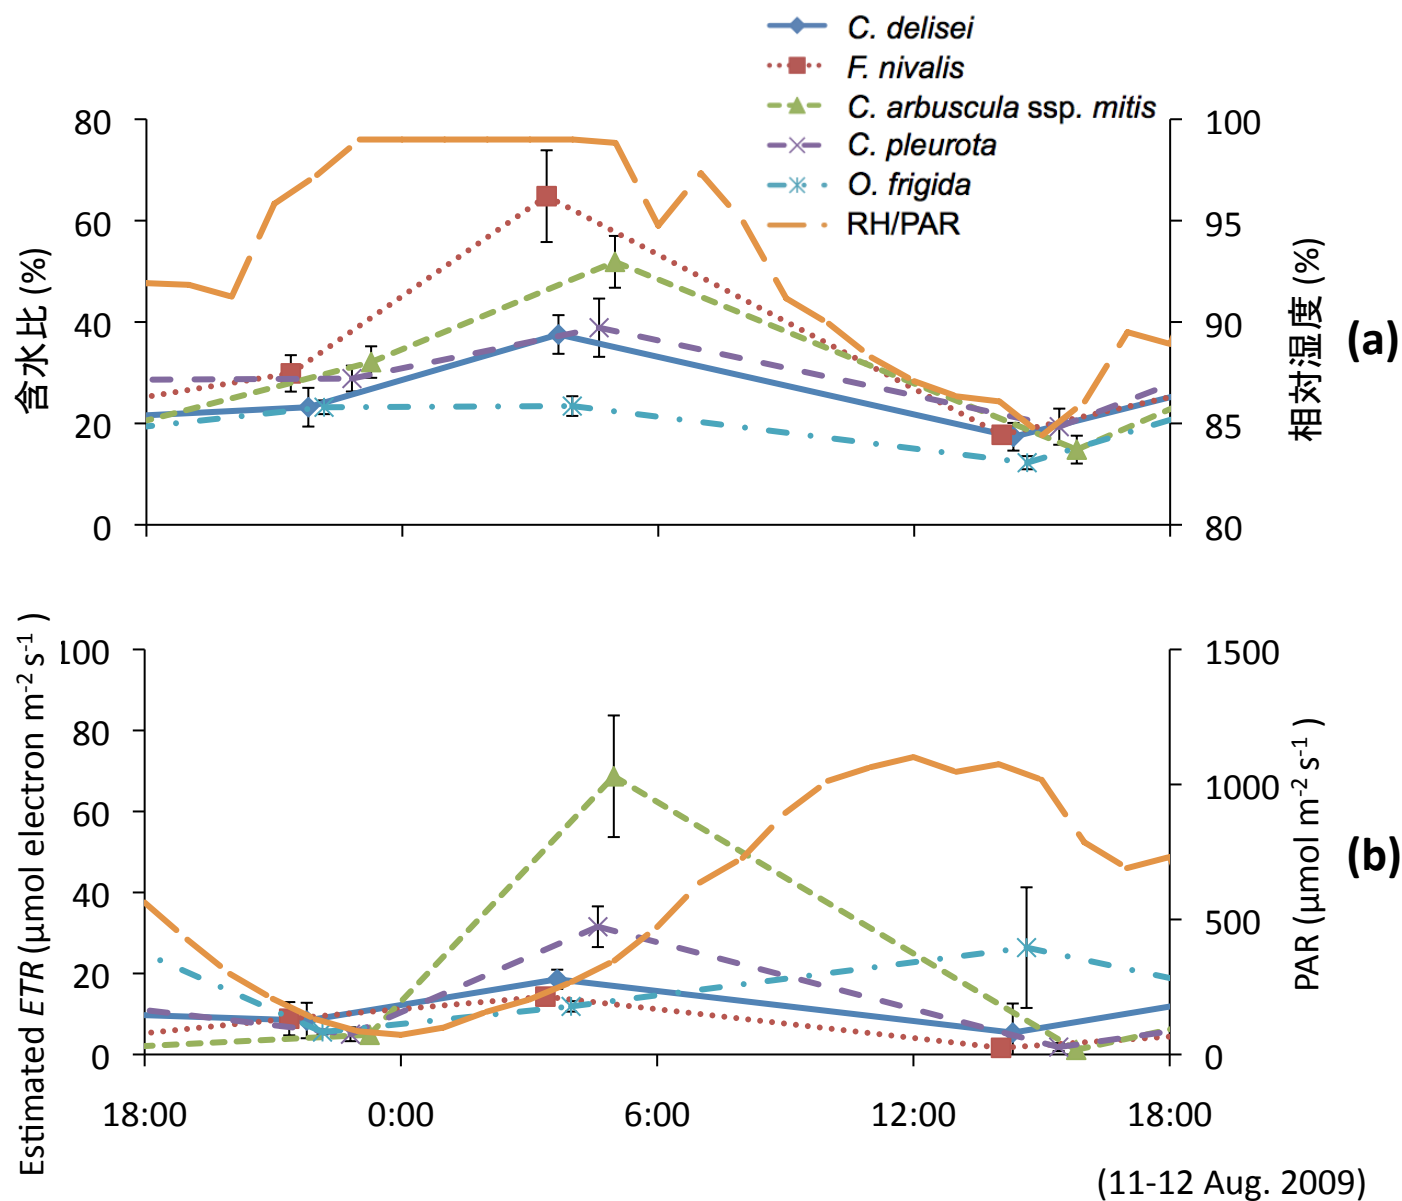 C. delisei
F. nivalis
C. arbuscula ssp. mitis
C. pleurota
O. frigida
RH/PAR
80
60
40
20
0
含水比 (%)
100
95
90
85
80
相対湿度 (%)
(a)
100
80
60
40
20
0
Estimated ETR (μmol electron m⁻² s⁻¹ )
1500
1000
500
0
PAR (μmol m⁻² s⁻¹ )
(b)
18:00 0:00 6:00 12:00 18:00
(11-12 Aug. 2009)